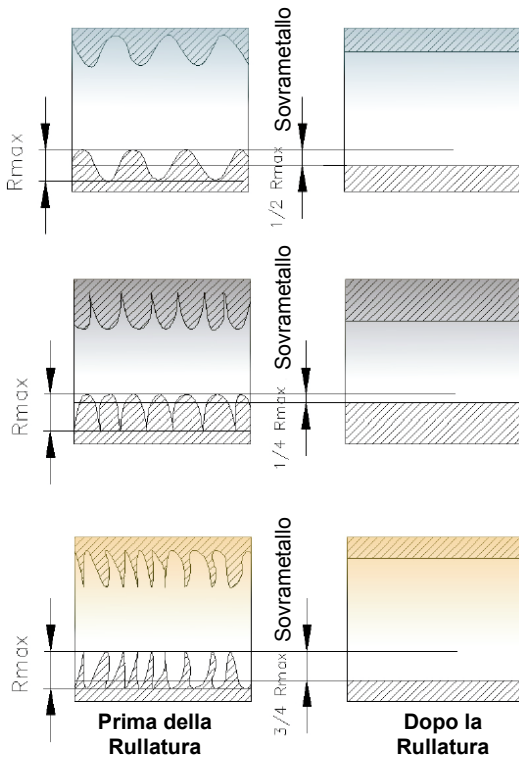 Rmax
1/2 Rmax
Sovrametallo
Rmax
1/4 Rmax
Sovrametallo
Rmax
3/4 Rmax
Sovrametallo
Prima della
Rullatura
Dopo la
Rullatura